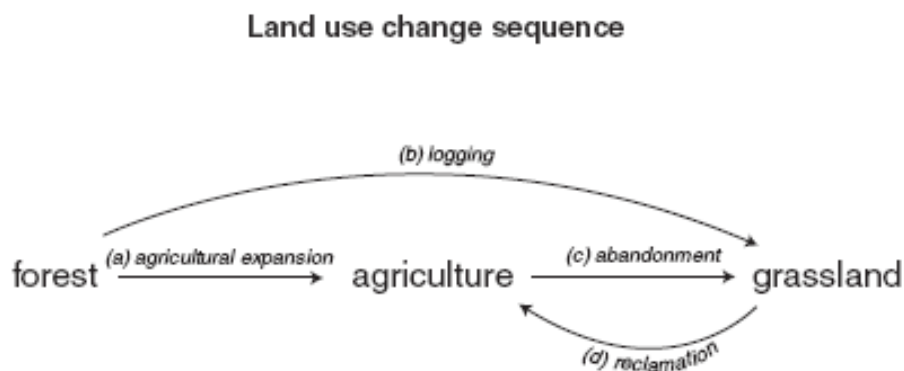 Land use change sequence
(b) logging
(a) agricultural expansion
(c) abandonment
forest
agriculture
grassland
(d) reclamation